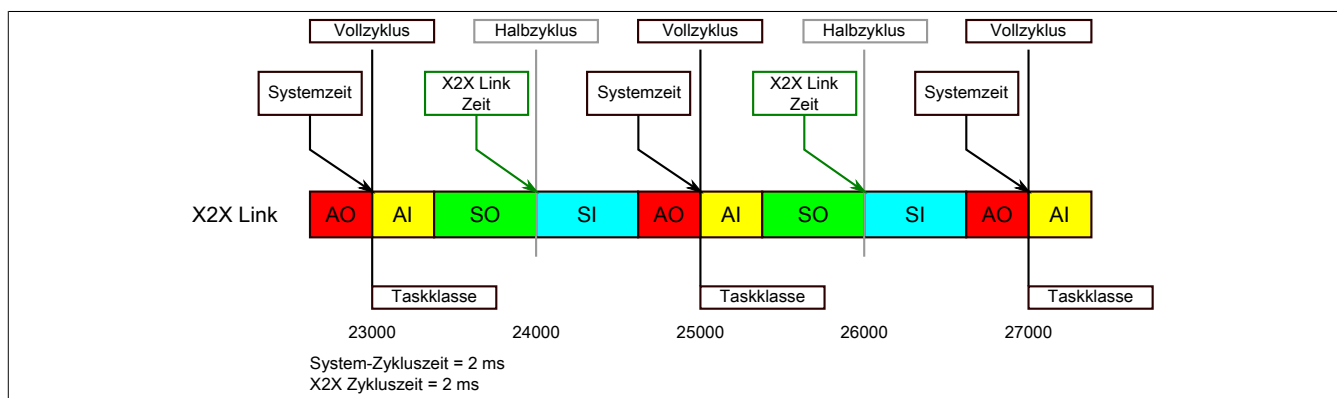 Vollzyklus Halbzyklus Vollzyklus Halbzyklus Vollzyklus
Systemzeit X2X Link Zeit Systemzeit X2X Link Zeit Systemzeit
X2X Link AO AI SO SI AO AI SO SI AO AI
Taskklasse Taskklasse Taskklasse
23000 24000 25000 26000 27000
System-Zykluszeit = 2 ms
X2X Zykluszeit = 2 ms